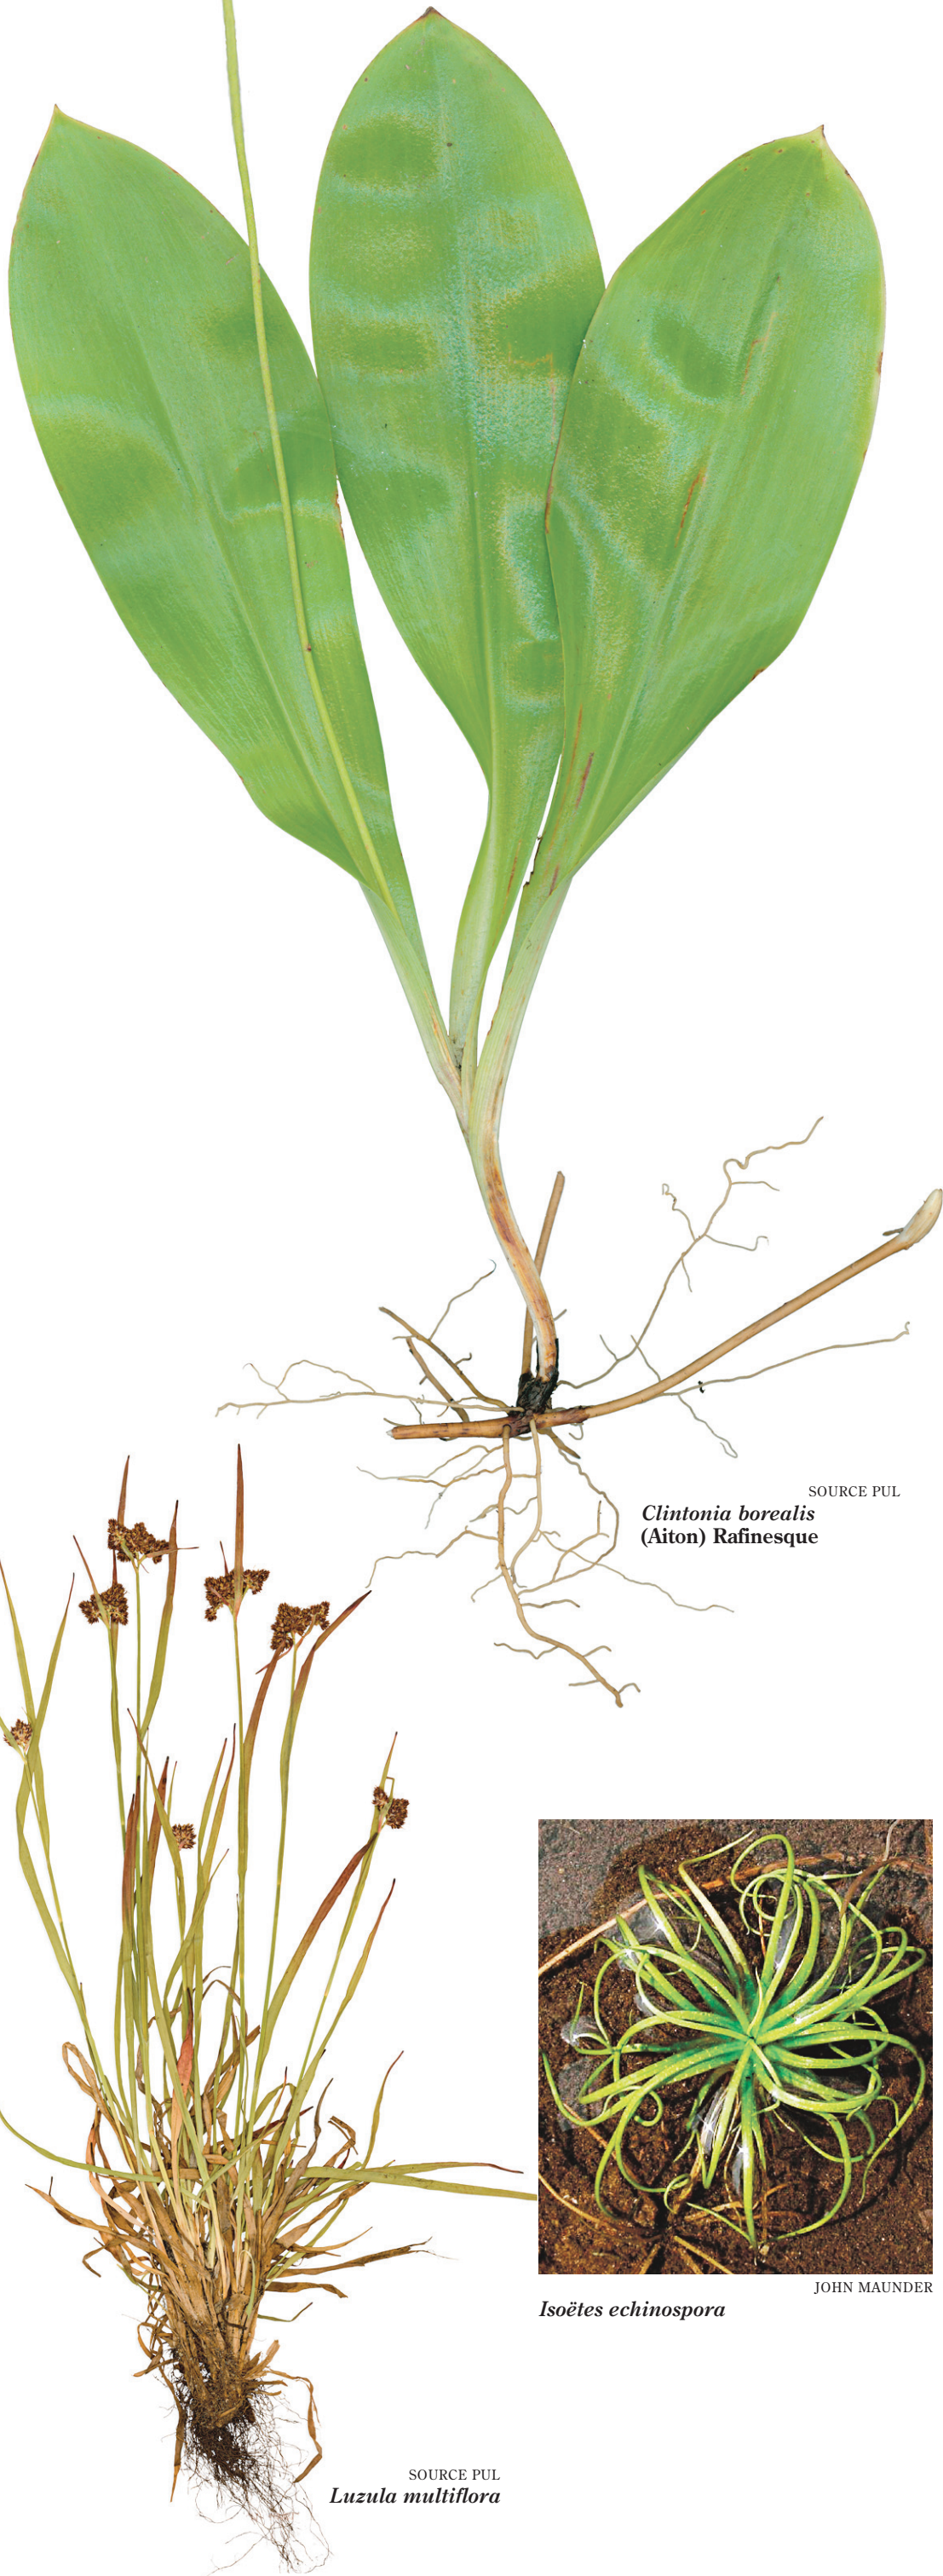 SOURCE PUL
Clintonia borealis
(Aiton) Rafinesque
JOHN MAUNDER
Isoëtes echinospora
SOURCE PUL
Luzula multiflora